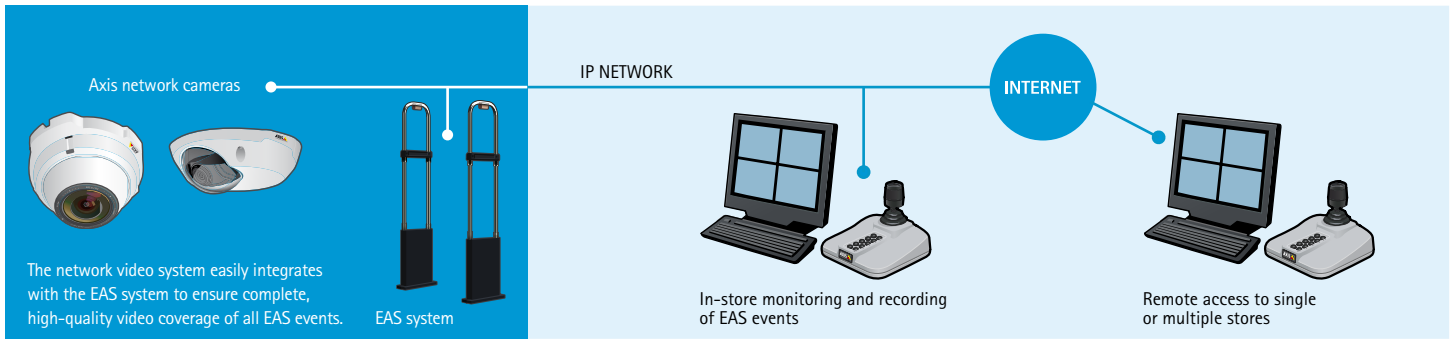 Axis network cameras
IP NETWORK
INTERNET
The network video system easily integrates
with the EAS system to ensure complete,
high-quality video coverage of all EAS events.
EAS system
In-store monitoring and recording
of EAS events
Remote access to single
or multiple stores